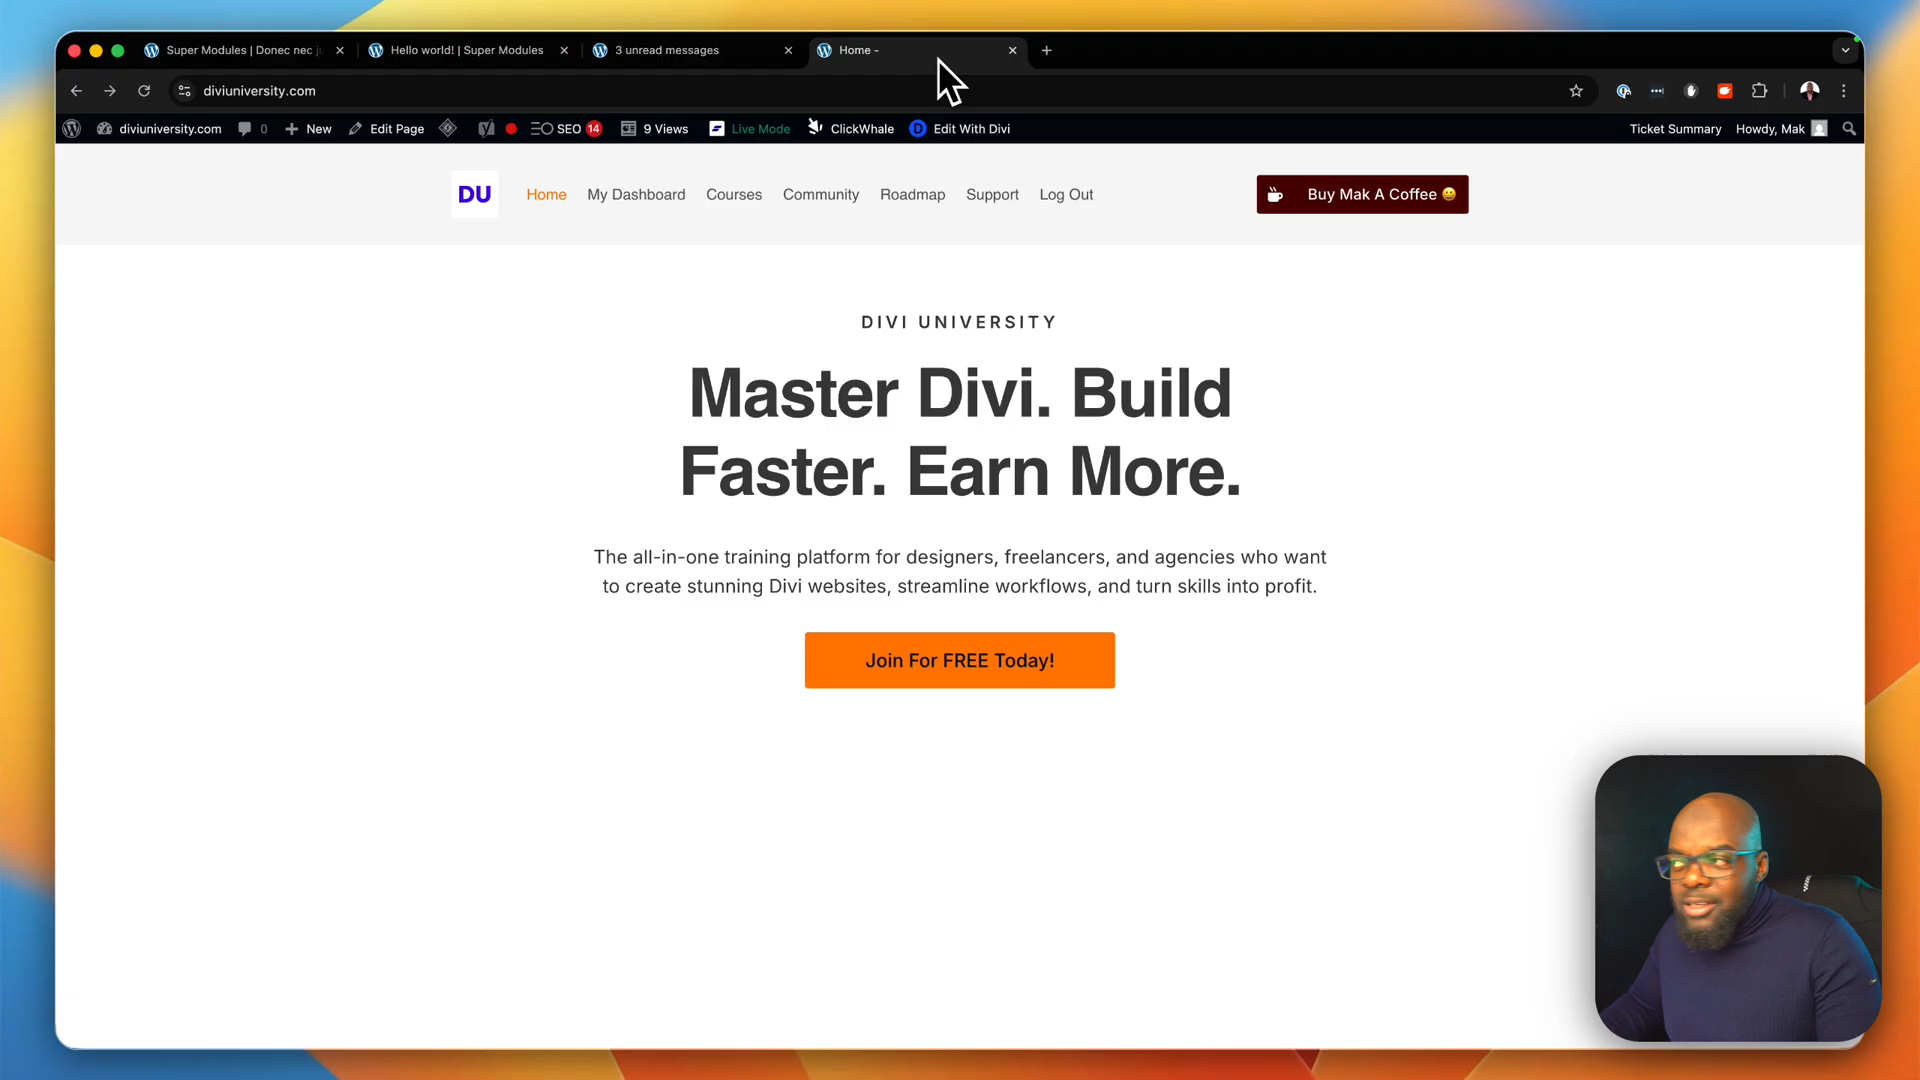 Super Modules | Donec nec ju
Hello world! | Super Modules
3 unread messages
Home -
diviuniversity.com
diviuniversity.com
0
New
Edit Page
SEO 14
9 Views
Live Mode
ClickWhale
D
Edit With Divi
Ticket Summary
Howdy, Mak
DU
Home
My Dashboard
Courses
Community
Roadmap
Support
Log Out
Buy Mak A Coffee 😀
DIVI UNIVERSITY
Master Divi. Build
Faster. Earn More.
The all-in-one training platform for designers, freelancers, and agencies who want
to create stunning Divi websites, streamline workflows, and turn skills into profit.
Join For FREE Today!